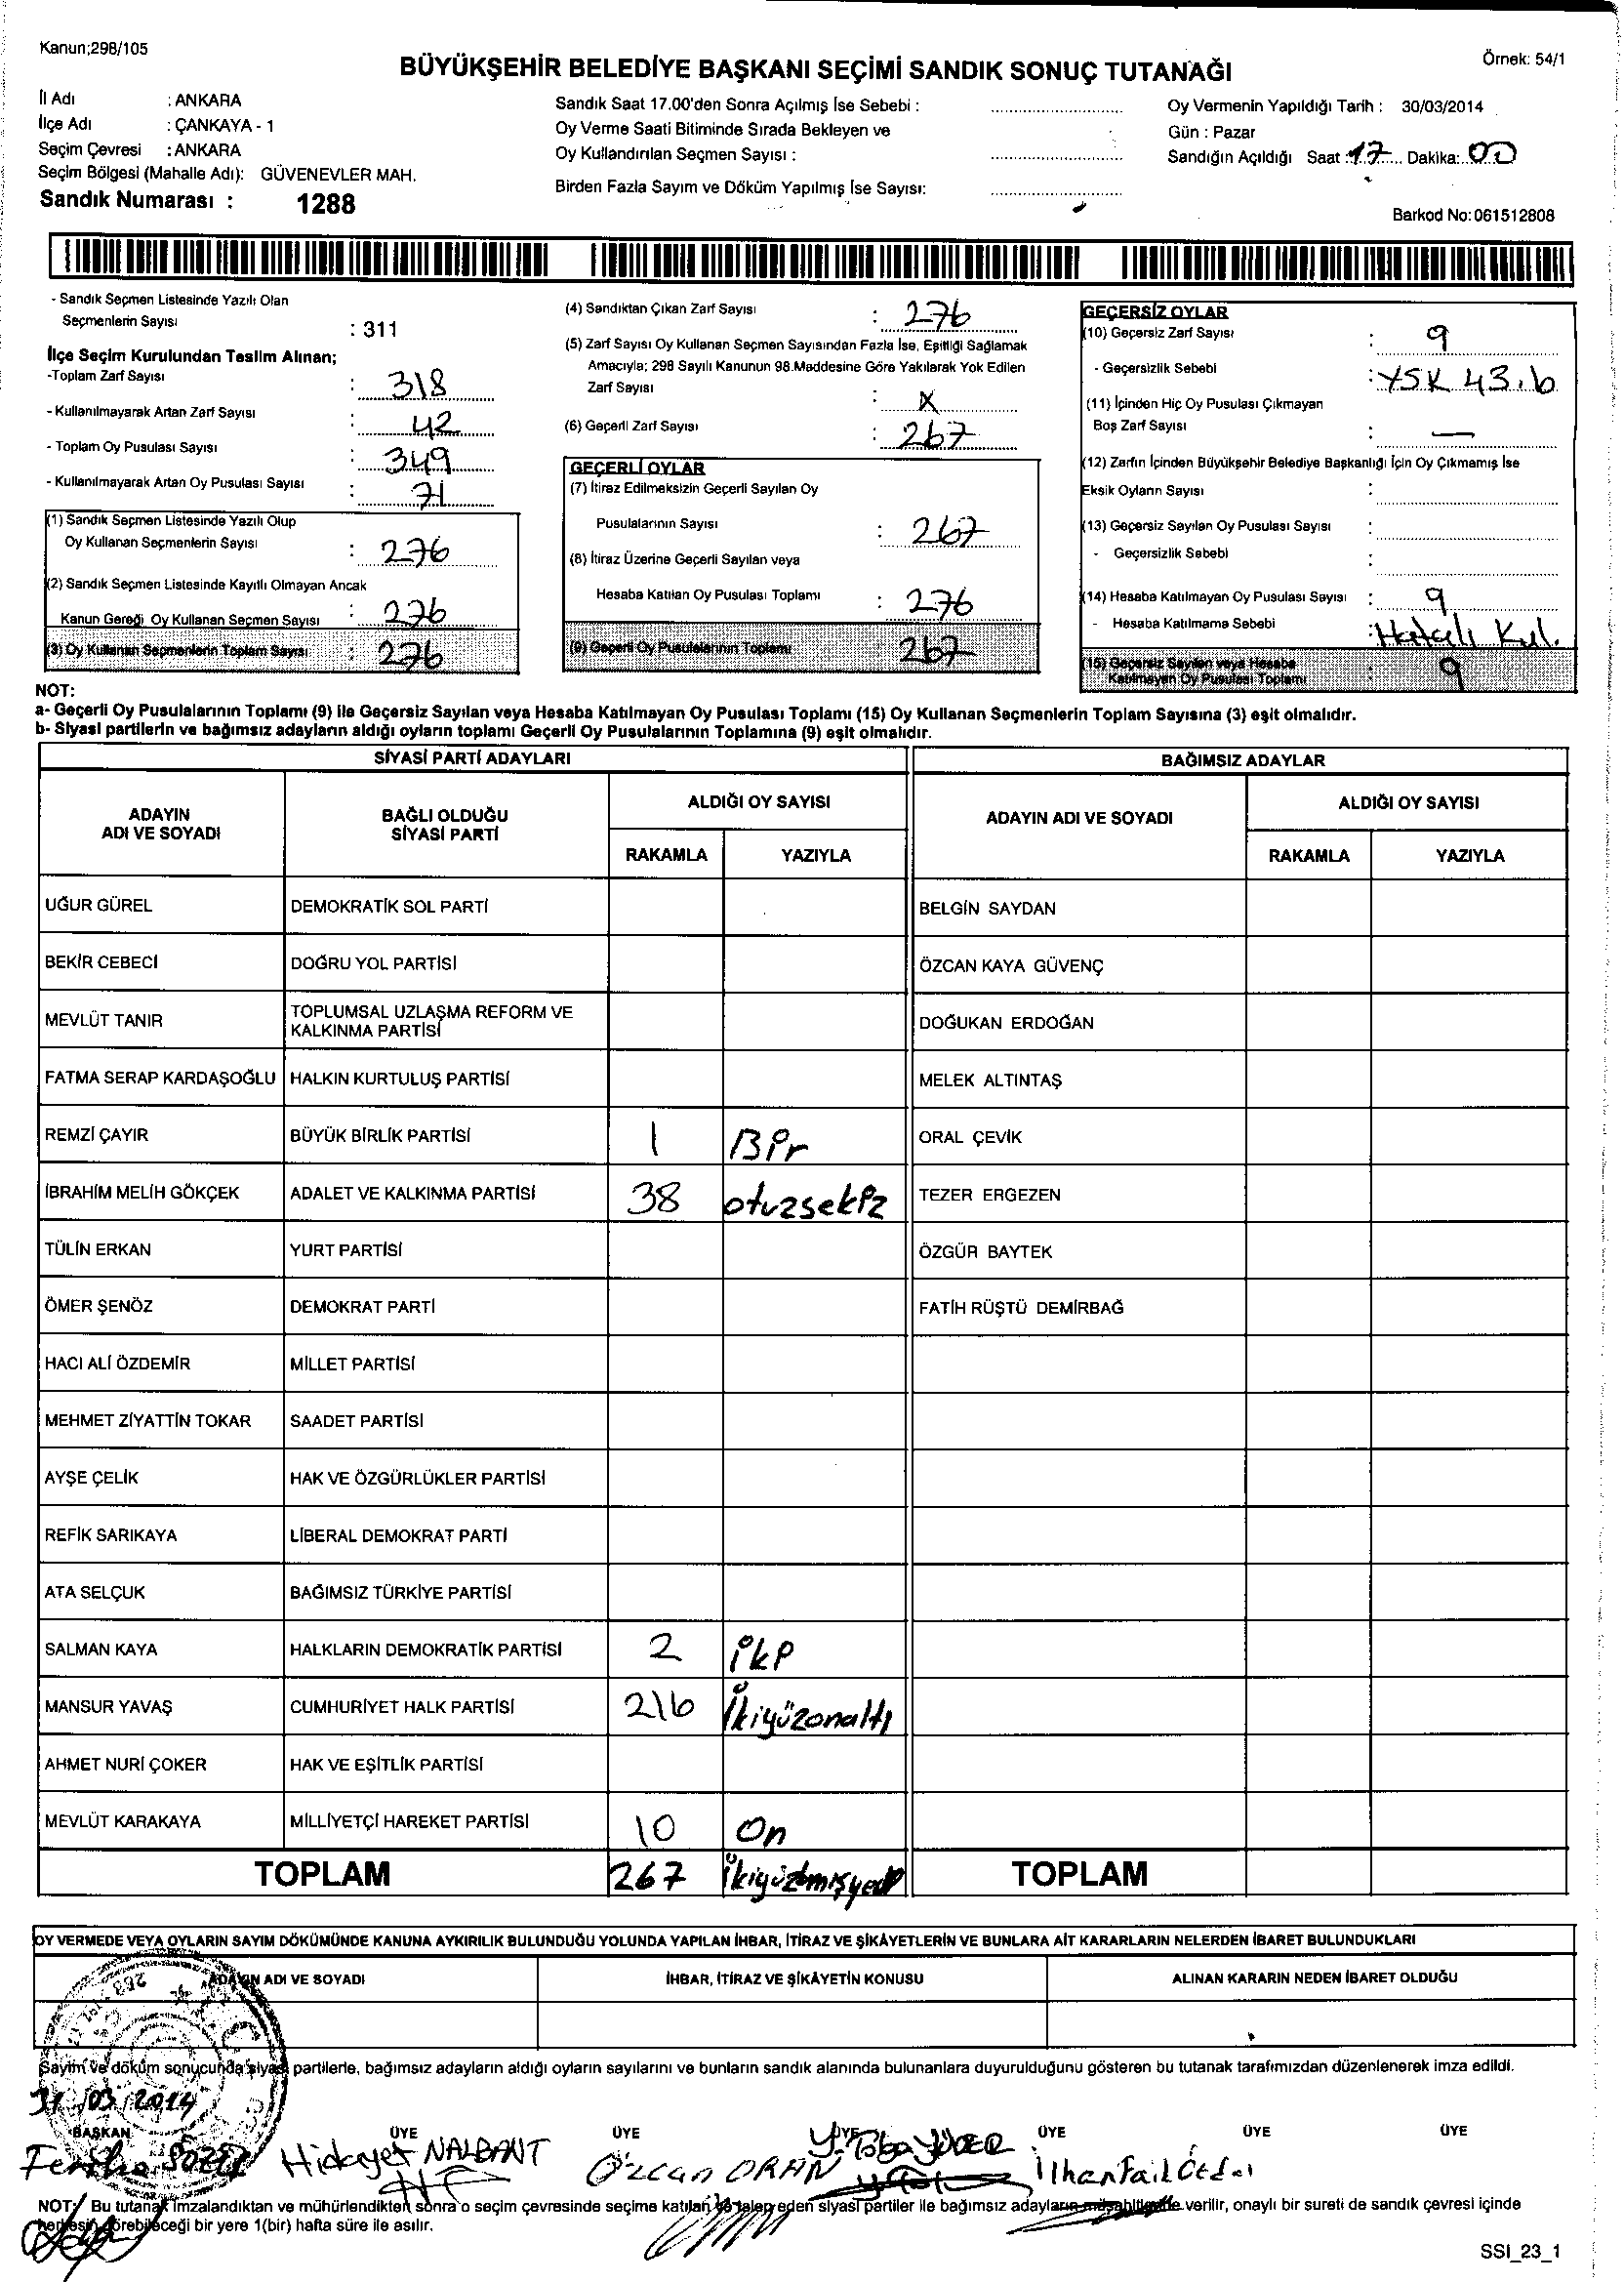 Kanun;298/105
Örnek: 54/1
BÜYÜKŞEHİR BELEDİYE BAŞKANI SEÇİMİ SANDIK SONUÇ TUTANAĞI
İl Adı : ANKARA
İlçe Adı : ÇANKAYA - 1
Seçim Çevresi : ANKARA
Seçim Bölgesi (Mahalle Adı): GÜVENEVLER MAH.
Sandık Numarası : 1288
Sandık Saat 17.00'den Sonra Açılmış İse Sebebi :
Oy Verme Saati Bitiminde Sırada Bekleyen ve
Oy Kullandırılan Seçmen Sayısı :
Birden Fazla Sayım ve Döküm Yapılmış İse Sayısı:
Oy Vermenin Yapıldığı Tarih : 30/03/2014
Gün : Pazar
Sandığın Açıldığı Saat : 17 Dakika: 00
Barkod No: 061512808
- Sandık Seçmen Listesinde Yazılı Olan
Seçmenlerin Sayısı : 311
İlçe Seçim Kurulundan Teslim Alınan;
-Toplam Zarf Sayısı : 318
- Kullanılmayarak Artan Zarf Sayısı : 42
- Toplam Oy Pusulası Sayısı : 349
- Kullanılmayarak Artan Oy Pusulası Sayısı : 71
(1) Sandık Seçmen Listesinde Yazılı Olup
Oy Kullanan Seçmenlerin Sayısı : 276
(2) Sandık Seçmen Listesinde Kayıtlı Olmayan Ancak
Kanun Gereği Oy Kullanan Seçmen Sayısı : 276
(3) Oy Kullanan Seçmenlerin Toplam Sayısı : 276
(4) Sandıktan Çıkan Zarf Sayısı : 276
(5) Zarf Sayısı Oy Kullanan Seçmen Sayısından Fazla İse, Eşitliği Sağlamak
Amacıyla; 298 Sayılı Kanunun 98.Maddesine Göre Yakılarak Yok Edilen
Zarf Sayısı : X
(6) Geçerli Zarf Sayısı : 267
GEÇERLİ OYLAR
(7) İtiraz Edilmeksizin Geçerli Sayılan Oy
Pusulalarının Sayısı : 267
(8) İtiraz Üzerine Geçerli Sayılan veya
Hesaba Katılan Oy Pusulası Toplamı : 276
(9) Geçerli Oy Pusulalarının Toplamı 267
GEÇERSİZ OYLAR
(10) Geçersiz Zarf Sayısı : 9
- Geçersizlik Sebebi : YSK 43.b
(11) İçinden Hiç Oy Pusulası Çıkmayan
Boş Zarf Sayısı : —
(12) Zarfın İçinden Büyükşehir Belediye Başkanlığı İçin Oy Çıkmamış İse
Eksik Oyların Sayısı :
(13) Geçersiz Sayılan Oy Pusulası Sayısı :
- Geçersizlik Sebebi :
(14) Hesaba Katılmayan Oy Pusulası Sayısı : 9
- Hesaba Katılmama Sebebi : Hatalı Kul.
(15) Geçersiz Sayılan veya Hesaba
Katılmayan Oy Pusulası Toplamı : 9
NOT:
a- Geçerli Oy Pusulalarının Toplamı (9) ile Geçersiz Sayılan veya Hesaba Katılmayan Oy Pusulası Toplamı (15) Oy Kullanan Seçmenlerin Toplam Sayısına (3) eşit olmalıdır.
b- Siyasi partilerin ve bağımsız adayların aldığı oyların toplamı Geçerli Oy Pusulalarının Toplamına (9) eşit olmalıdır.
SİYASİ PARTİ ADAYLARI
BAĞIMSIZ ADAYLAR
ADAYIN ADI VE SOYADI
BAĞLI OLDUĞU SİYASİ PARTİ
ALDIĞI OY SAYISI
RAKAMLA YAZIYLA
ADAYIN ADI VE SOYADI
ALDIĞI OY SAYISI
RAKAMLA YAZIYLA
UĞUR GÜREL DEMOKRATİK SOL PARTİ BELGİN SAYDAN
BEKİR CEBECİ DOĞRU YOL PARTİSİ ÖZCAN KAYA GÜVENÇ
MEVLÜT TANIR TOPLUMSAL UZLAŞMA REFORM VE KALKINMA PARTİSİ DOĞUKAN ERDOĞAN
FATMA SERAP KARDAŞOĞLU HALKIN KURTULUŞ PARTİSİ MELEK ALTINTAŞ
REMZİ ÇAYIR BÜYÜK BİRLİK PARTİSİ 1 Bir ORAL ÇEVİK
İBRAHİM MELİH GÖKÇEK ADALET VE KALKINMA PARTİSİ 38 otuzsekiz TEZER ERGEZEN
TÜLİN ERKAN YURT PARTİSİ ÖZGÜR BAYTEK
ÖMER ŞENÖZ DEMOKRAT PARTİ FATİH RÜŞTÜ DEMİRBAĞ
HACI ALİ ÖZDEMİR MİLLET PARTİSİ
MEHMET ZİYATTİN TOKAR SAADET PARTİSİ
AYŞE ÇELİK HAK VE ÖZGÜRLÜKLER PARTİSİ
REFİK SARIKAYA LİBERAL DEMOKRAT PARTİ
ATA SELÇUK BAĞIMSIZ TÜRKİYE PARTİSİ
SALMAN KAYA HALKLARIN DEMOKRATİK PARTİSİ 2 iki
MANSUR YAVAŞ CUMHURİYET HALK PARTİSİ 216 İkiyüzonaltı
AHMET NURİ ÇOKER HAK VE EŞİTLİK PARTİSİ
MEVLÜT KARAKAYA MİLLİYETÇİ HAREKET PARTİSİ 10 On
TOPLAM 267 TOPLAM
OY VERMEDE VEYA OYLARIN SAYIM DÖKÜMÜNDE KANUNA AYKIRILIK BULUNDUĞU YOLUNDA YAPILAN İHBAR, İTİRAZ VE ŞİKÂYETLERİN VE BUNLARA AİT KARARLARIN NELERDEN İBARET BULUNDUKLARI
ADAYIN ADI VE SOYADI İHBAR, İTİRAZ VE ŞİKÂYETİN KONUSU ALINAN KARARIN NEDEN İBARET OLDUĞU
Sayım ve döküm sonucunda siyasi partilerle, bağımsız adayların aldığı oyların sayılarını ve bunların sandık alanında bulunanlara duyurulduğunu gösteren bu tutanak tarafımızdan düzenlenerek imza edildi.
31/03/2014
BAŞKAN ÜYE ÜYE ÜYE ÜYE ÜYE ÜYE
Hidayet NALBANT Özcan ORAN
NOT: Bu tutanak imzalandıktan ve mühürlendikten sonra o seçim çevresinde seçime katılan ve talep eden siyasi partiler ile bağımsız adayların müşahitlerine verilir, onaylı bir sureti de sandık çevresi içinde
herkesin görebileceği bir yere 1(bir) hafta süre ile asılır.
SSI_23_1